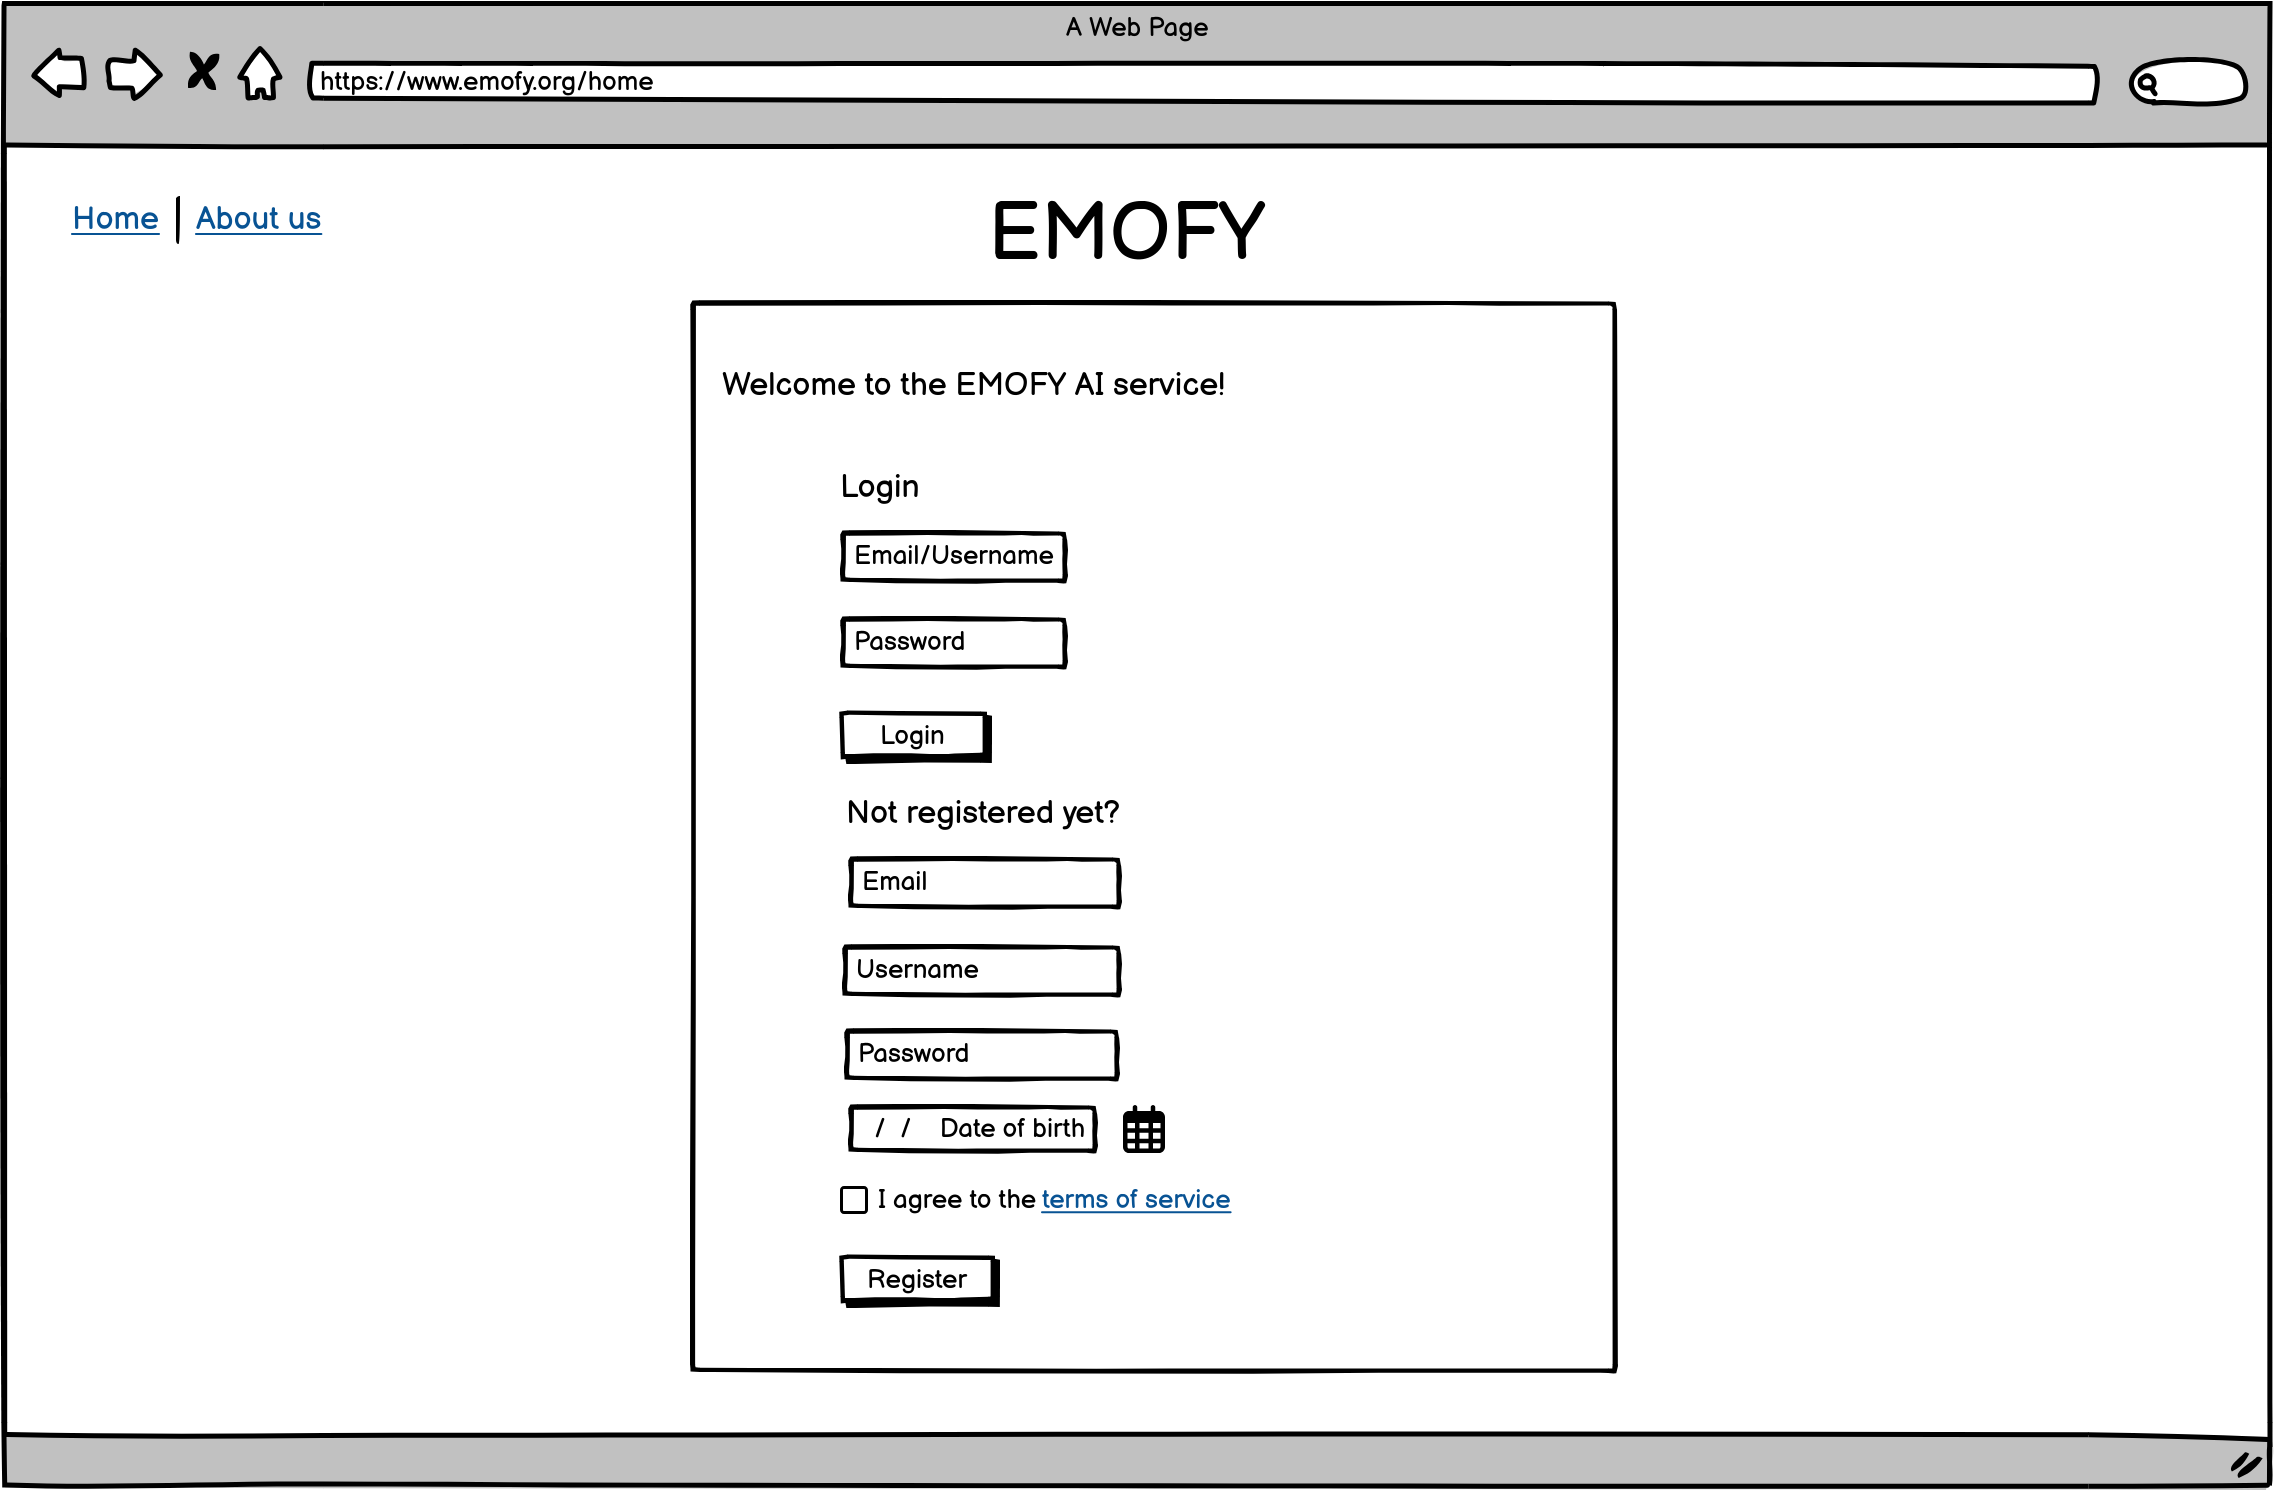 A Web Page
https://www.emofy.org/home
Home | About us
EMOFY
Welcome to the EMOFY AI service!
Login
Email/Username
Password
Login
Not registered yet?
Email
Username
Password
/ / Date of birth
I agree to the terms of service
Register